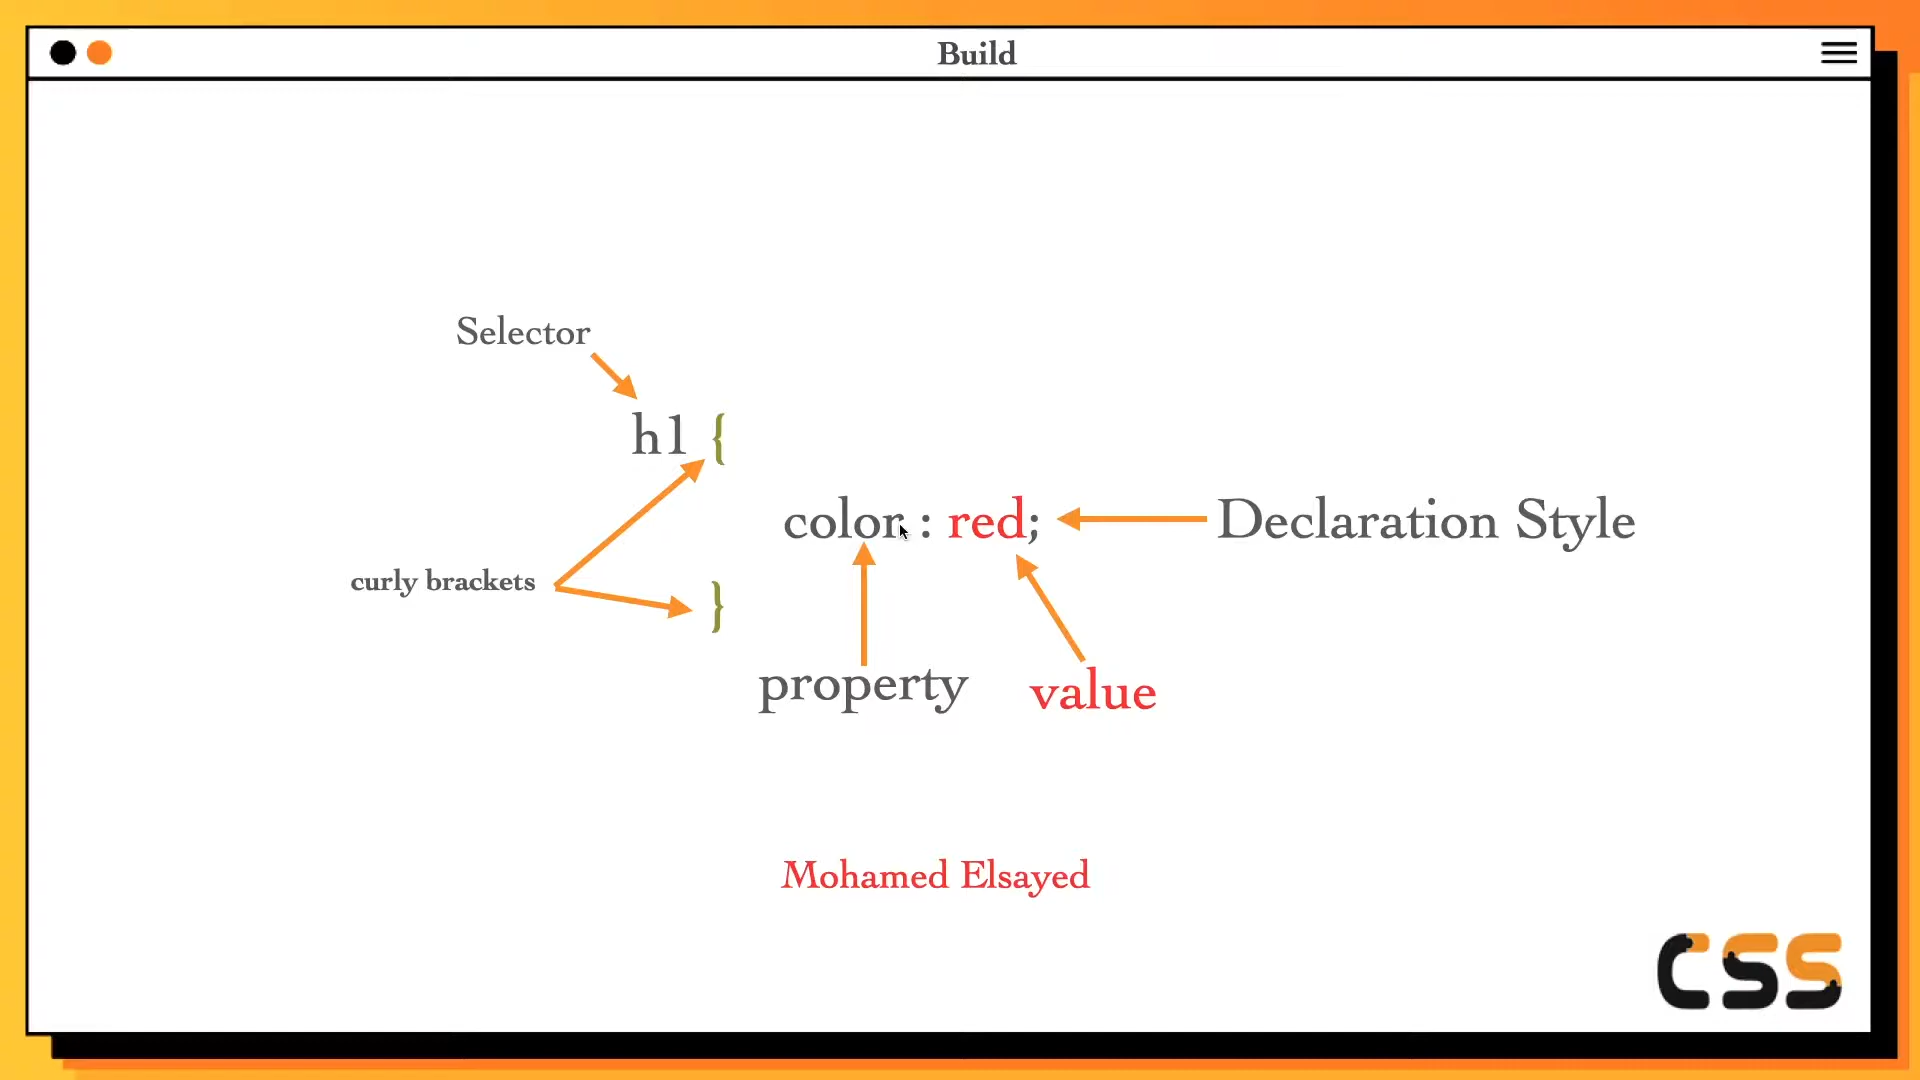 Build
Selector
h1 {
color : red;
Declaration Style
curly brackets
}
property
value
Mohamed Elsayed
CSS